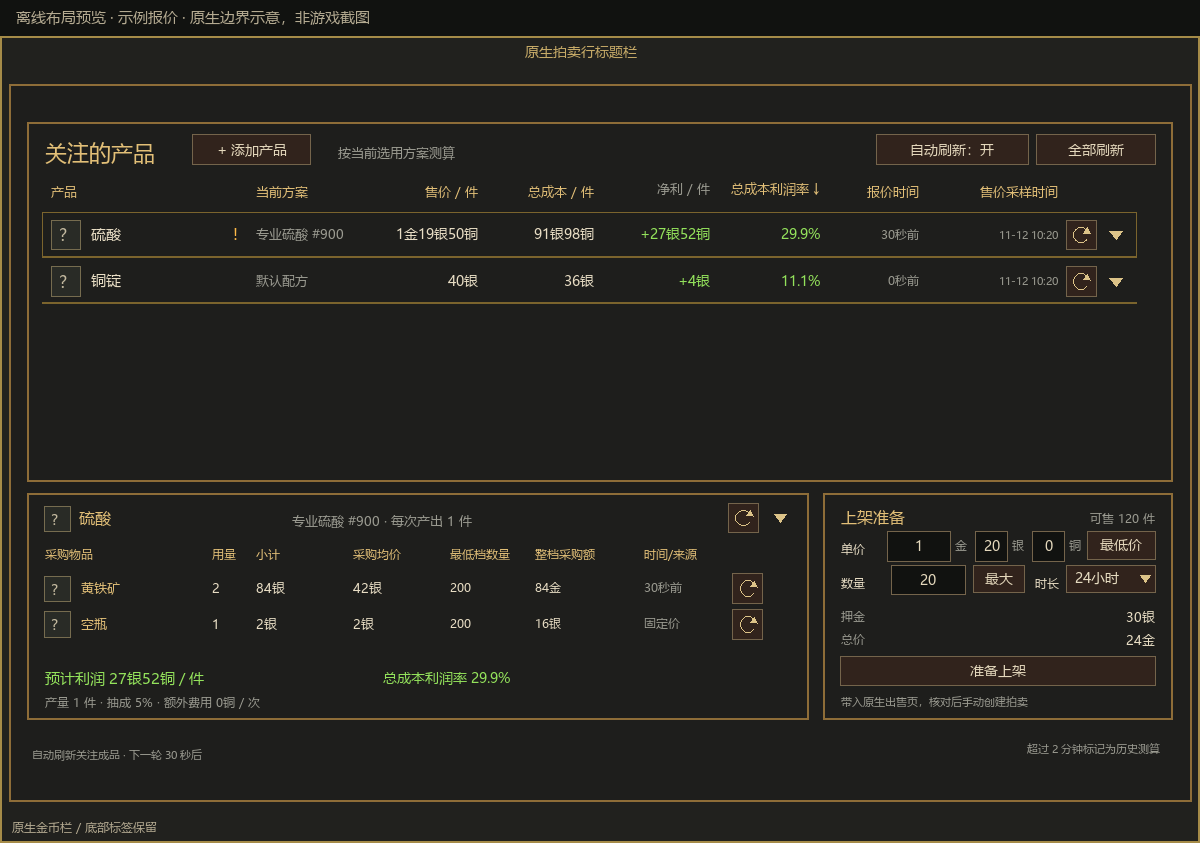 离线布局预览 · 示例报价 · 原生边界示意，非游戏截图
原生拍卖行标题栏
关注的产品 + 添加产品 按当前选用方案测算 自动刷新：开 全部刷新
产品 当前方案 售价 / 件 总成本 / 件 净利 / 件 总成本利润率↓ 报价时间 售价采样时间
? 硫酸 ! 专业硫酸 #900 1金19银50铜 91银98铜 +27银52铜 29.9% 30秒前 11-12 10:20
? 铜锭 默认配方 40银 36银 +4银 11.1% 0秒前 11-12 10:20
? 硫酸 专业硫酸 #900 · 每次产出 1 件
采购物品 用量 小计 采购均价 最低档数量 整档采购额 时间/来源
? 黄铁矿 2 84银 42银 200 84金 30秒前
? 空瓶 1 2银 2银 200 16银 固定价
预计利润 27银52铜 / 件 总成本利润率 29.9%
产量 1 件 · 抽成 5% · 额外费用 0铜 / 次
上架准备 可售 120 件
单价 1 金 20 银 0 铜 最低价
数量 20 最大 时长 24小时
押金 30银
总价 24金
准备上架
带入原生出售页，核对后手动创建拍卖
自动刷新关注成品 · 下一轮 30 秒后
超过 2 分钟标记为历史测算
原生金币栏 / 底部标签保留